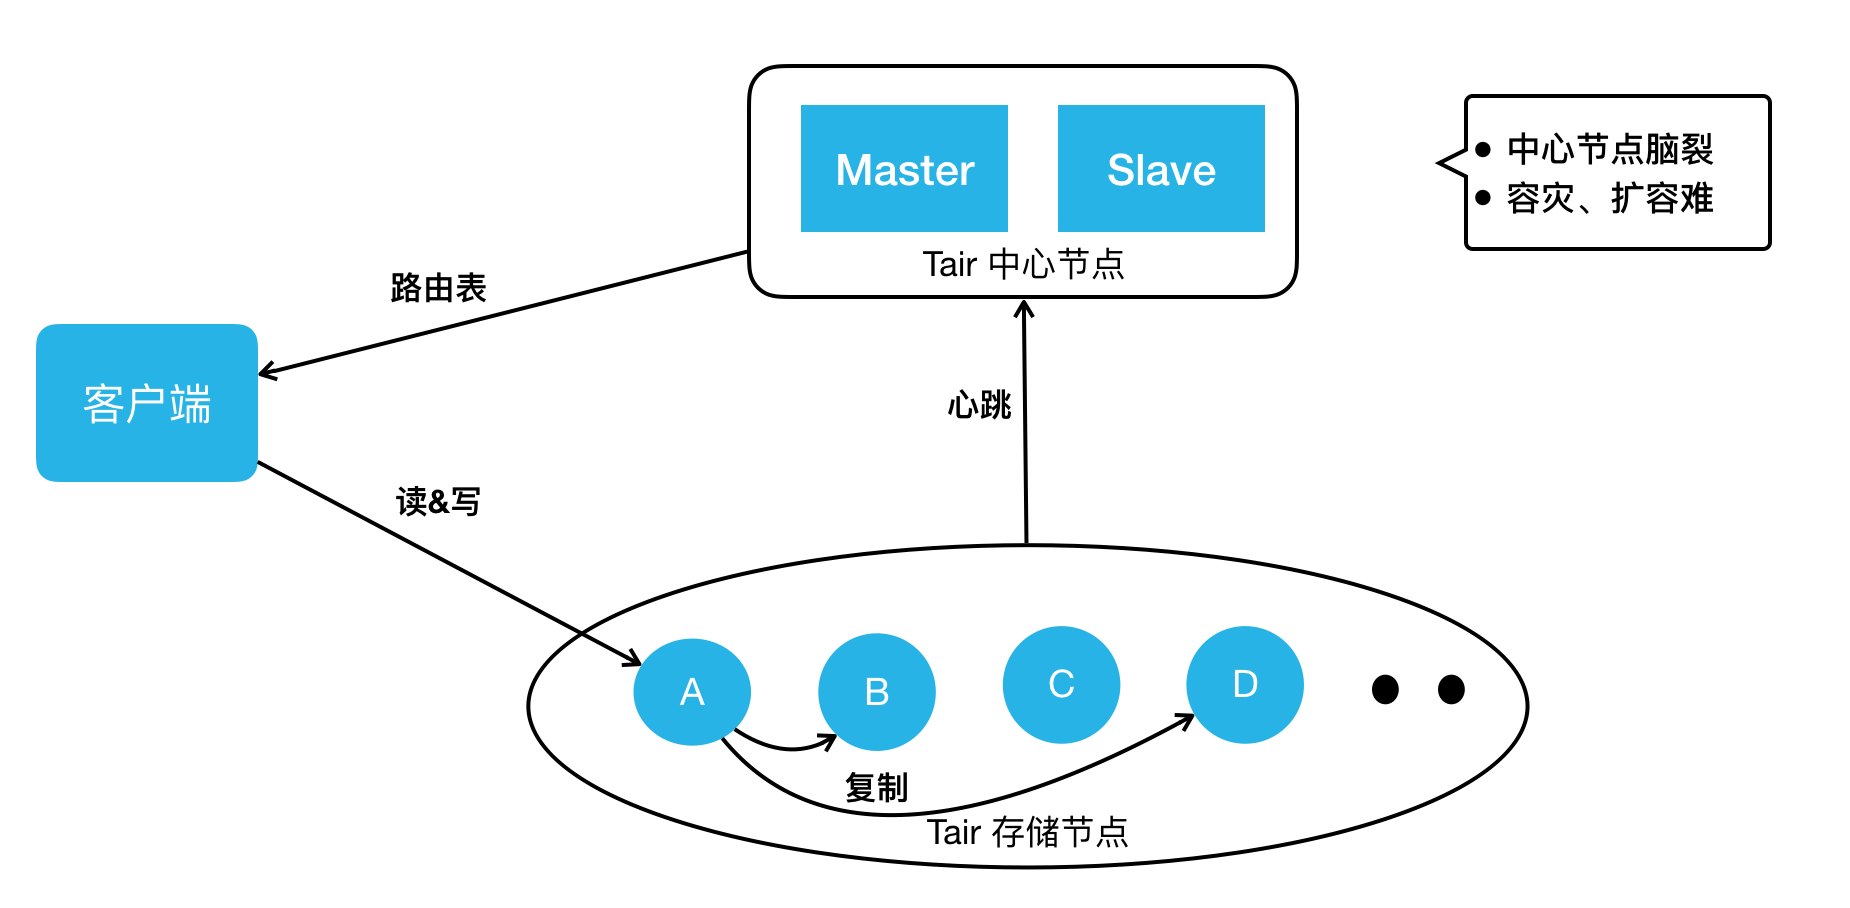 Master
Slave
Tair 中心节点
• 中心节点脑裂
• 容灾、扩容难
路由表
客户端
心跳
读&写
A
B
C
D
复制
Tair 存储节点